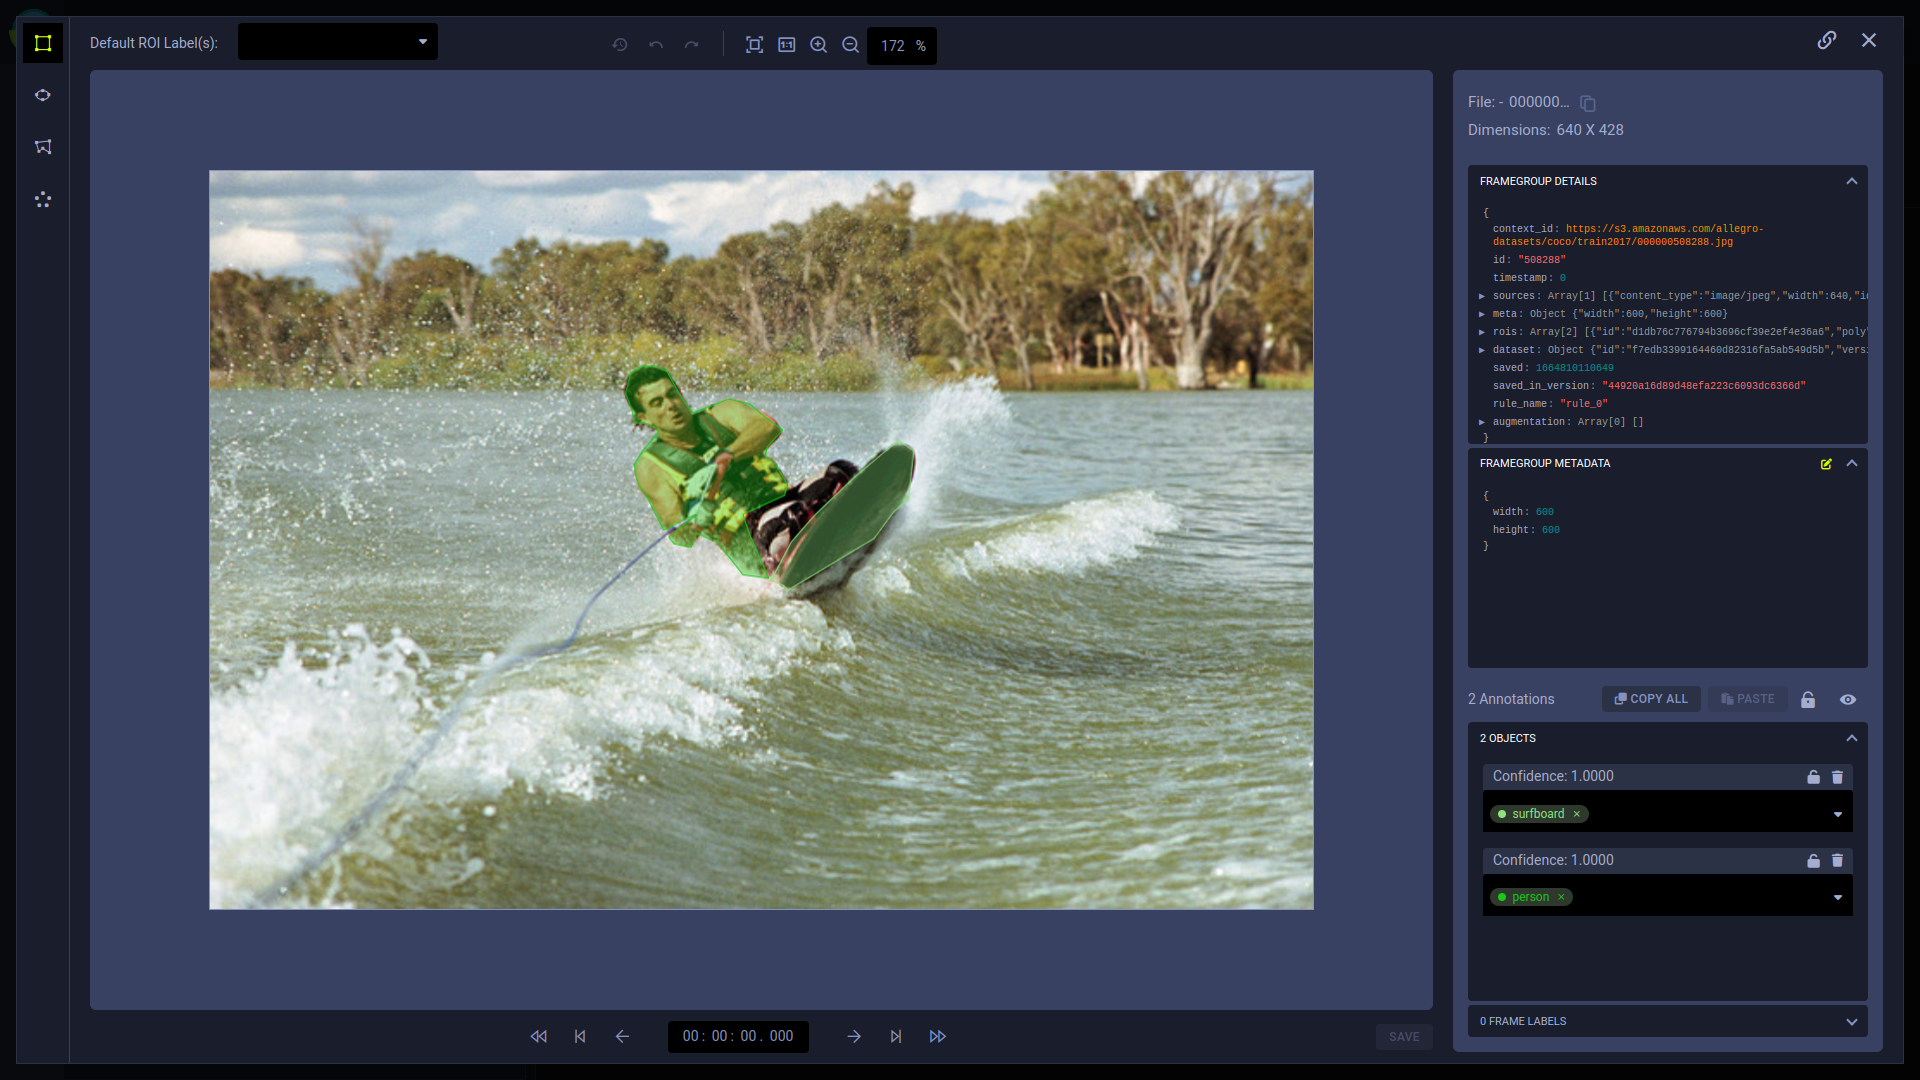 Default ROI Label(s):
1:1
172 %
File: - 000000...
Dimensions: 640 X 428
FRAMEGROUP DETAILS
{
context_id: https://s3.amazonaws.com/allegro-
datasets/coco/train2017/000000508288.jpg
id: "508288"
timestamp: 0
sources: Array[1] [{"content_type":"image/jpeg","width":640,"id
meta: Object {"width":600,"height":600}
rois: Array[2] [{"id":"d1db76c776794b3696cf39e2ef4e36a6","poly"
dataset: Object {"id":"f7edb3399164460d82316fa5ab549d5b","versi
saved: 1664810110649
saved_in_version: "44920a16d89d48efa223c6093dc6366d"
rule_name: "rule_0"
augmentation: Array[0] []
}
FRAMEGROUP METADATA
{
width: 600
height: 600
}
2 Annotations
COPY ALL
PASTE
2 OBJECTS
Confidence: 1.0000
surfboard ×
Confidence: 1.0000
person ×
0 FRAME LABELS
00: 00: 00. 000
SAVE